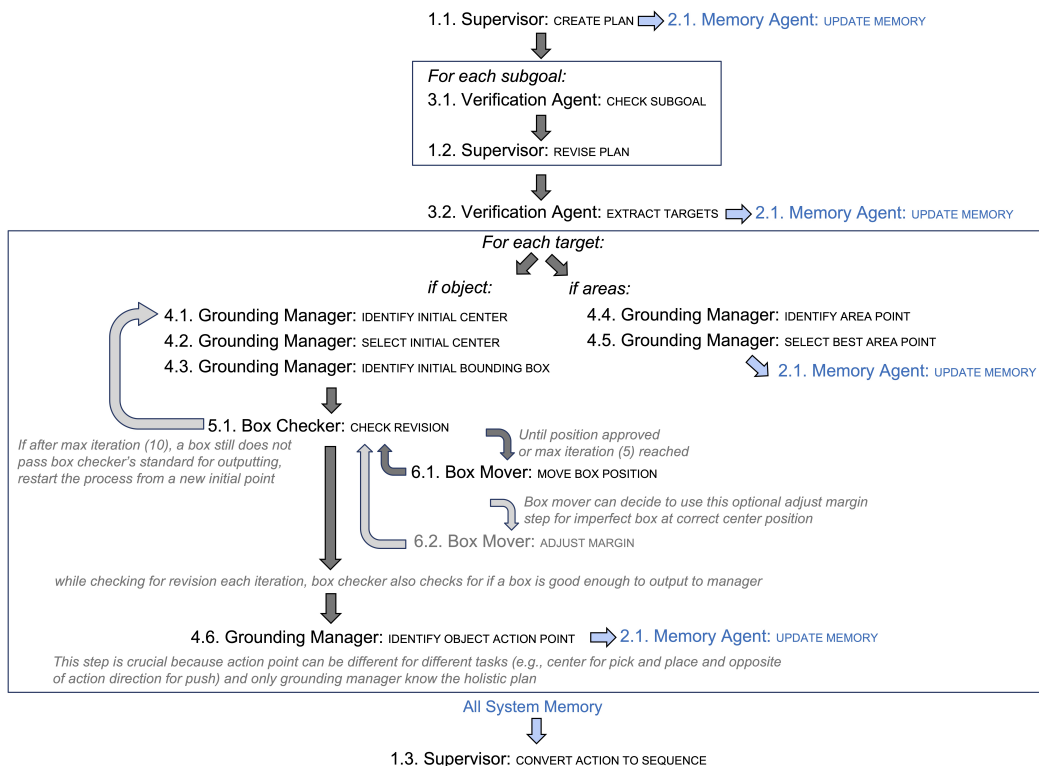 1.1. Supervisor: CREATE PLAN 2.1. Memory Agent: UPDATE MEMORY
For each subgoal:
3.1. Verification Agent: CHECK SUBGOAL
1.2. Supervisor: REVISE PLAN
3.2. Verification Agent: EXTRACT TARGETS 2.1. Memory Agent: UPDATE MEMORY
For each target:
if object:
4.1. Grounding Manager: IDENTIFY INITIAL CENTER
4.2. Grounding Manager: SELECT INITIAL CENTER
4.3. Grounding Manager: IDENTIFY INITIAL BOUNDING BOX
if areas:
4.4. Grounding Manager: IDENTIFY AREA POINT
4.5. Grounding Manager: SELECT BEST AREA POINT
2.1. Memory Agent: UPDATE MEMORY
5.1. Box Checker: CHECK REVISION
If after max iteration (10), a box still does not
pass box checker's standard for outputting,
restart the process from a new initial point
Until position approved
or max iteration (5) reached
6.1. Box Mover: MOVE BOX POSITION
Box mover can decide to use this optional adjust margin
step for imperfect box at correct center position
6.2. Box Mover: ADJUST MARGIN
while checking for revision each iteration, box checker also checks for if a box is good enough to output to manager
4.6. Grounding Manager: IDENTIFY OBJECT ACTION POINT 2.1. Memory Agent: UPDATE MEMORY
This step is crucial because action point can be different for different tasks (e.g., center for pick and place and opposite
of action direction for push) and only grounding manager know the holistic plan
All System Memory
1.3. Supervisor: CONVERT ACTION TO SEQUENCE